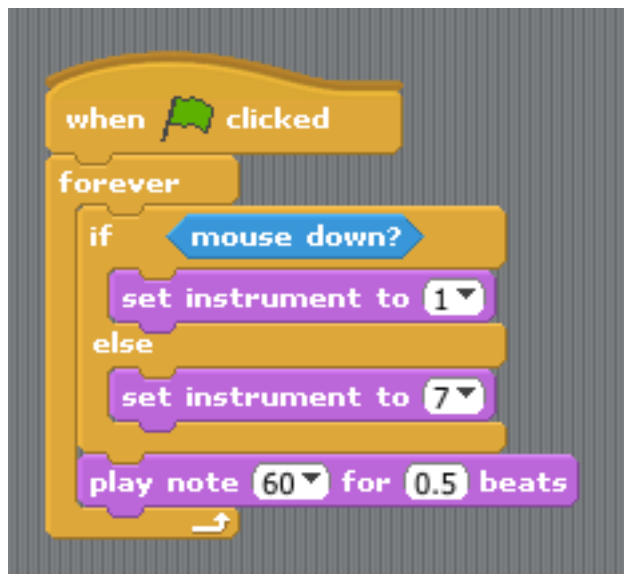 when clicked
forever
if mouse down?
set instrument to 1
else
set instrument to 7
play note 60 for 0.5 beats